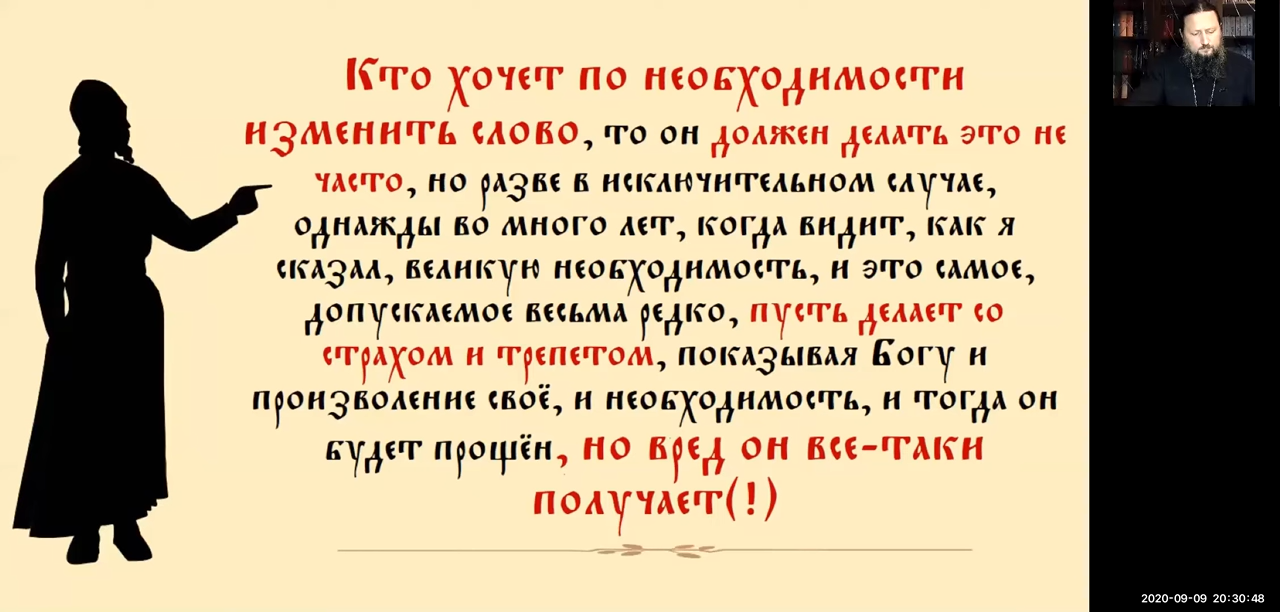 Кто хочет по необходимости
изменить слово, то он должен делать это не
часто, но разве в исключительном случае,
однажды во много лет, когда видит, как я
сказал, великую необходимость, и это самое,
допускаемое весьма редко, пусть делает со
страхом и трепетом, показывая Богу и
произволение своё, и необходимость, и тогда он
будет прощён, но вред он все-таки
получает(!)
2020-09-09 20:30:48